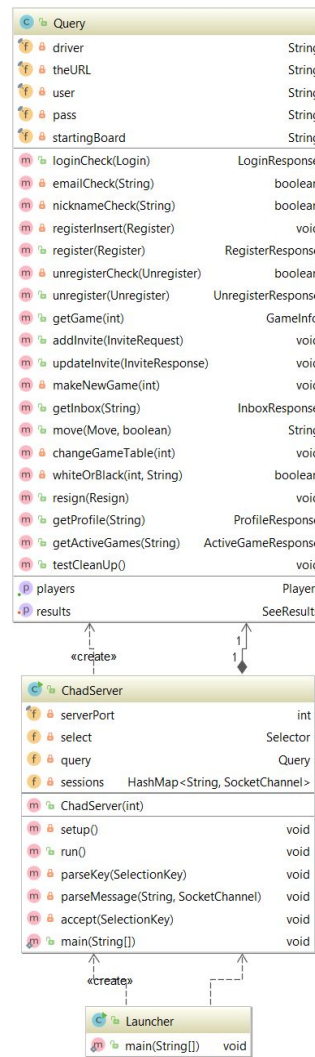 C Query
f driver String
f theURL String
f user String
f pass String
f startingBoard String
m loginCheck(Login) LoginResponse
m emailCheck(String) boolean
m nicknameCheck(String) boolean
m registerInsert(Register) void
m register(Register) RegisterResponse
m unregisterCheck(Unregister) boolean
m unregister(Unregister) UnregisterResponse
m getGame(int) GameInfo
m addInvite(InviteRequest) void
m updateInvite(InviteResponse) void
m makeNewGame(int) void
m getInbox(String) InboxResponse
m move(Move, boolean) String
m changeGameTable(int) void
m whiteOrBlack(int, String) boolean
m resign(Resign) void
m getProfile(String) ProfileResponse
m getActiveGames(String) ActiveGameResponse
m testCleanUp() void
p players Player
p results SeeResults
1
«create» 1
C ChadServer
f serverPort int
f select Selector
f query Query
f sessions HashMap<String, SocketChannel>
m ChadServer(int)
m setup() void
m run() void
m parseKey(SelectionKey) void
m parseMessage(String, SocketChannel) void
m accept(SelectionKey) void
m main(String[]) void
«create»
C Launcher
m main(String[]) void